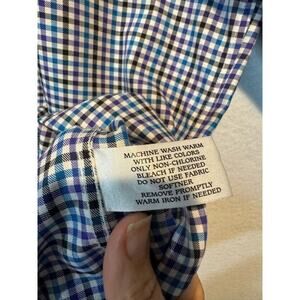 MACHINE WASH WARM
WITH LIKE COLORS
ONLY NON-CHLORINE
BLEACH IF NEEDED
DO NOT USE FABRIC
SOFTNER
REMOVE PROMPTLY
WARM IRON IF NEEDED